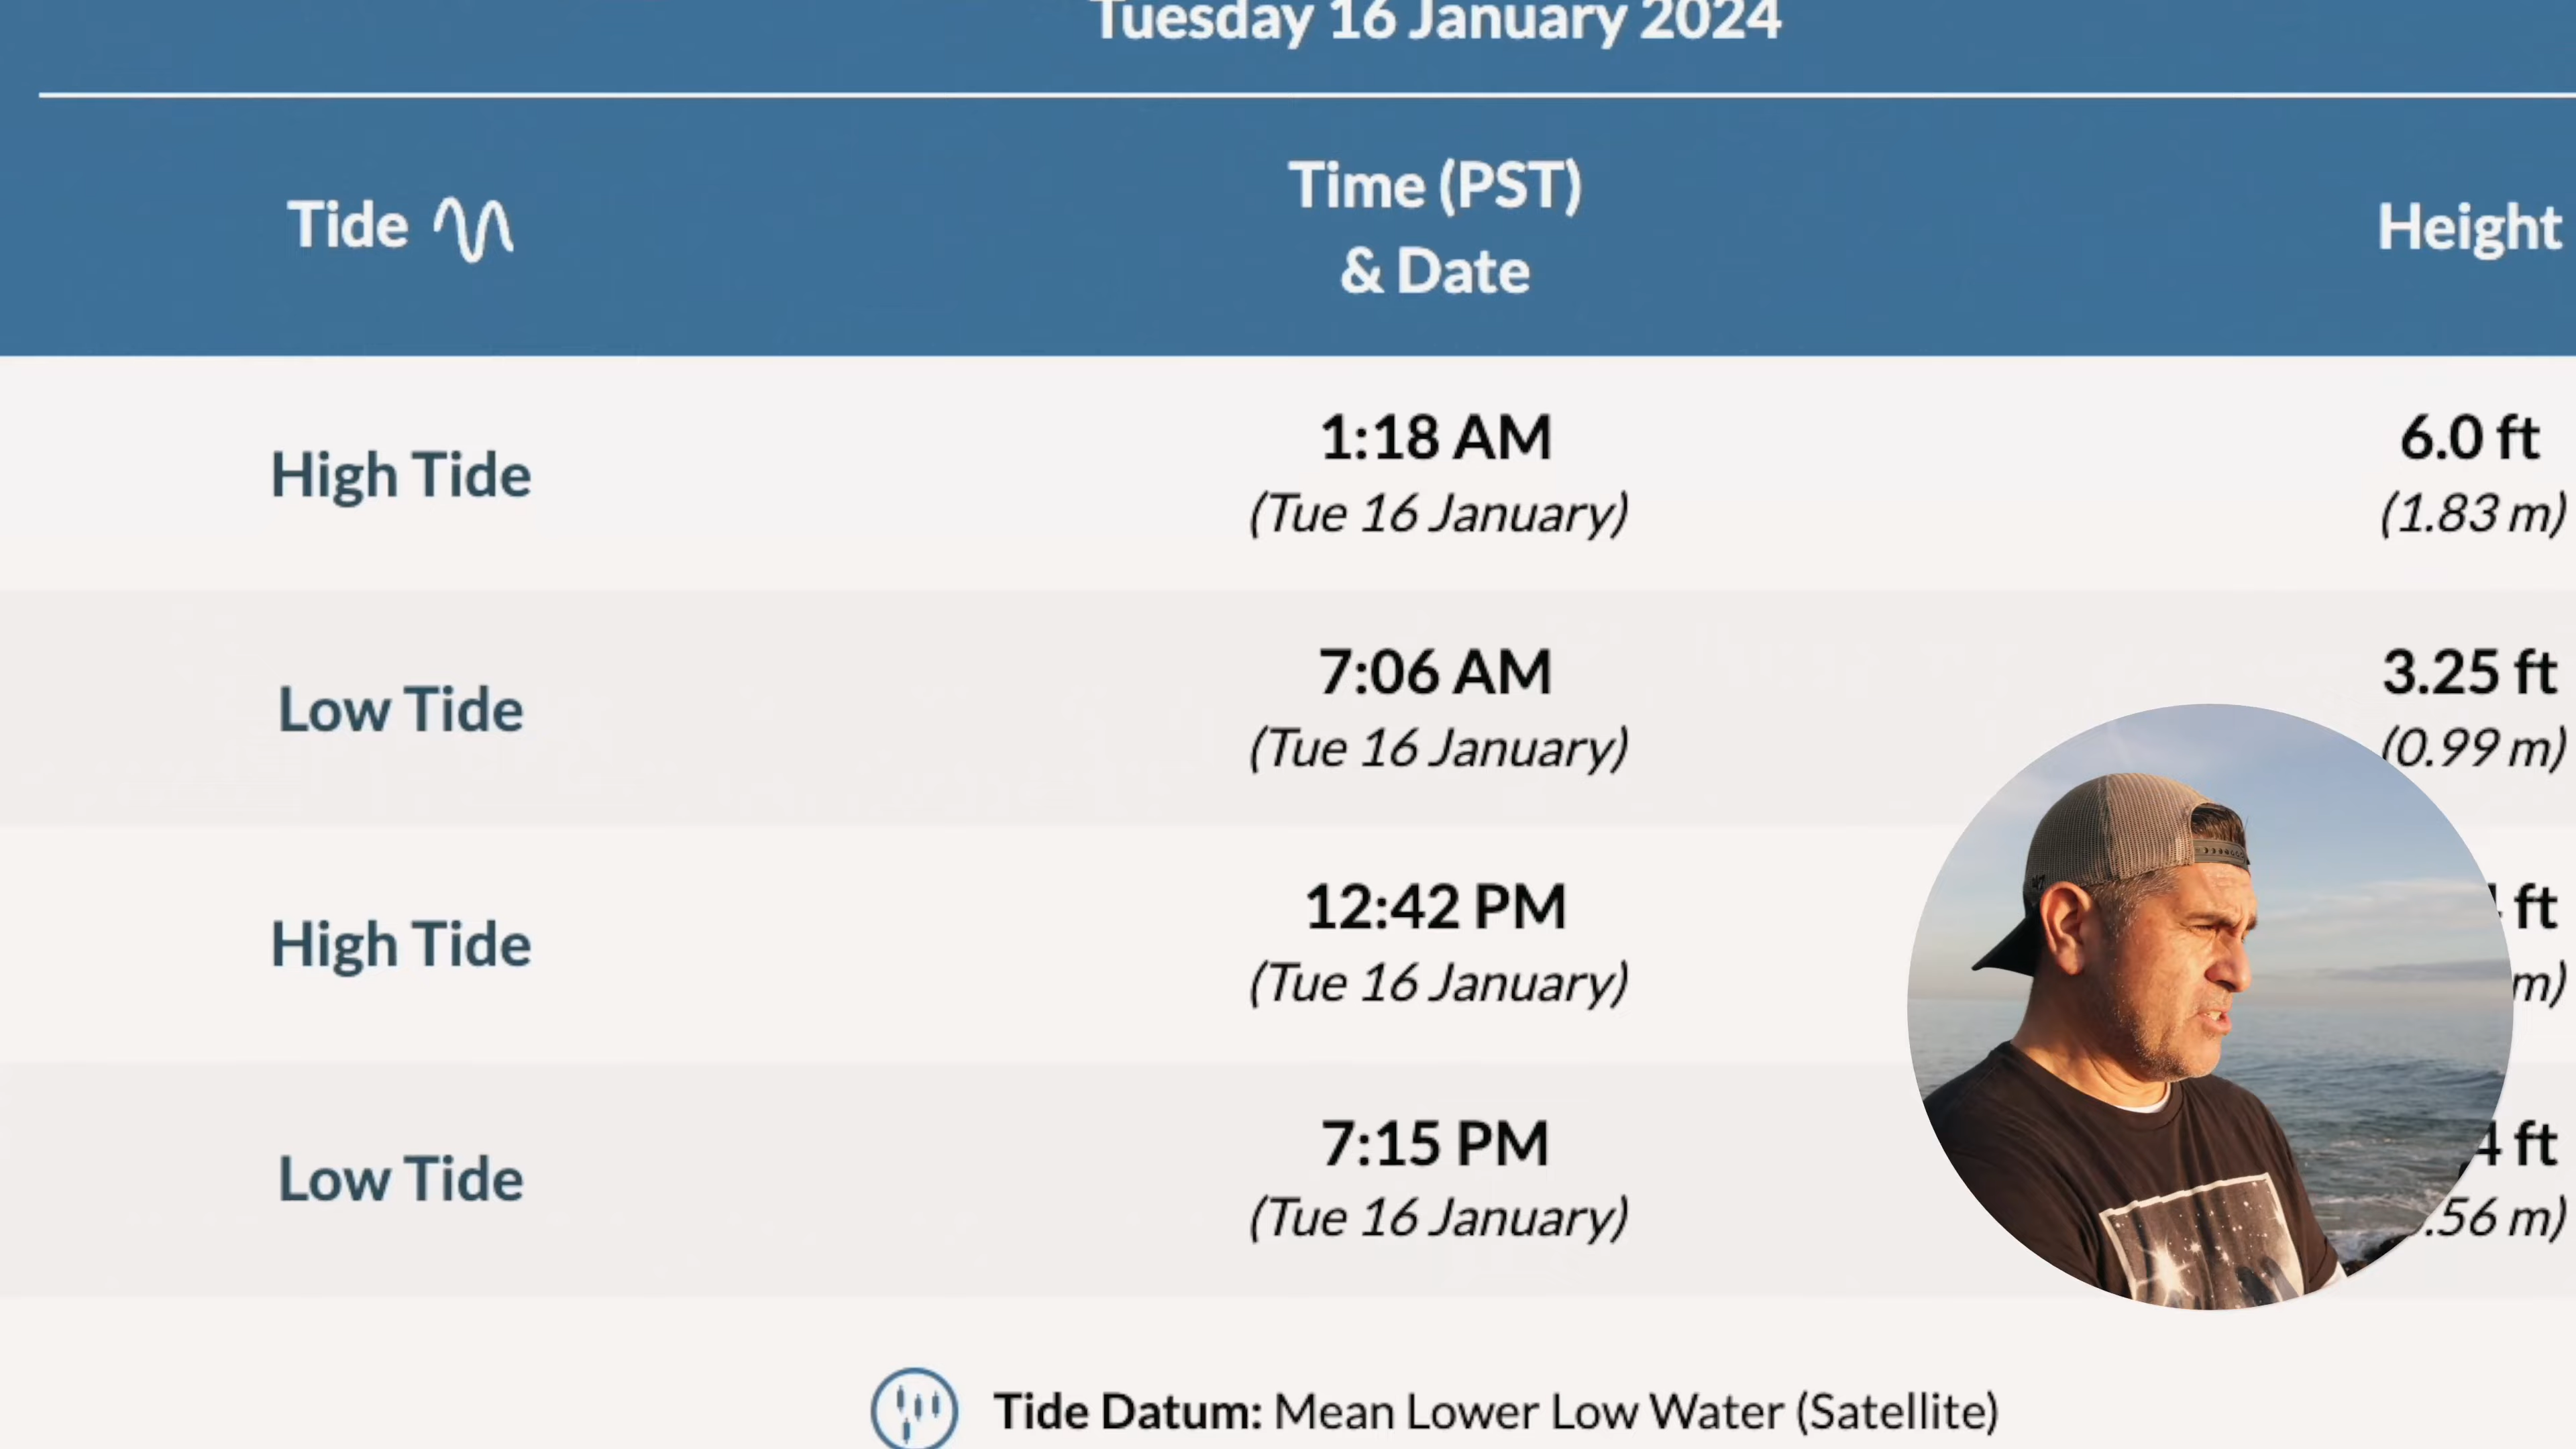 Tuesday 16 January 2024
Tide
Time (PST)
& Date
Height
High Tide
1:18 AM
(Tue 16 January)
6.0 ft
(1.83 m)
Low Tide
7:06 AM
(Tue 16 January)
3.25 ft
(0.99 m)
High Tide
12:42 PM
(Tue 16 January)
ft
m)
Low Tide
7:15 PM
(Tue 16 January)
4 ft
.56 m)
Tide Datum: Mean Lower Low Water (Satellite)